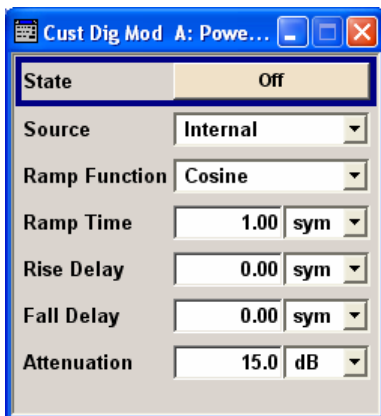 Cust Dig Mod A: Powe...
State Off
Source Internal
Ramp Function Cosine
Ramp Time 1.00 sym
Rise Delay 0.00 sym
Fall Delay 0.00 sym
Attenuation 15.0 dB